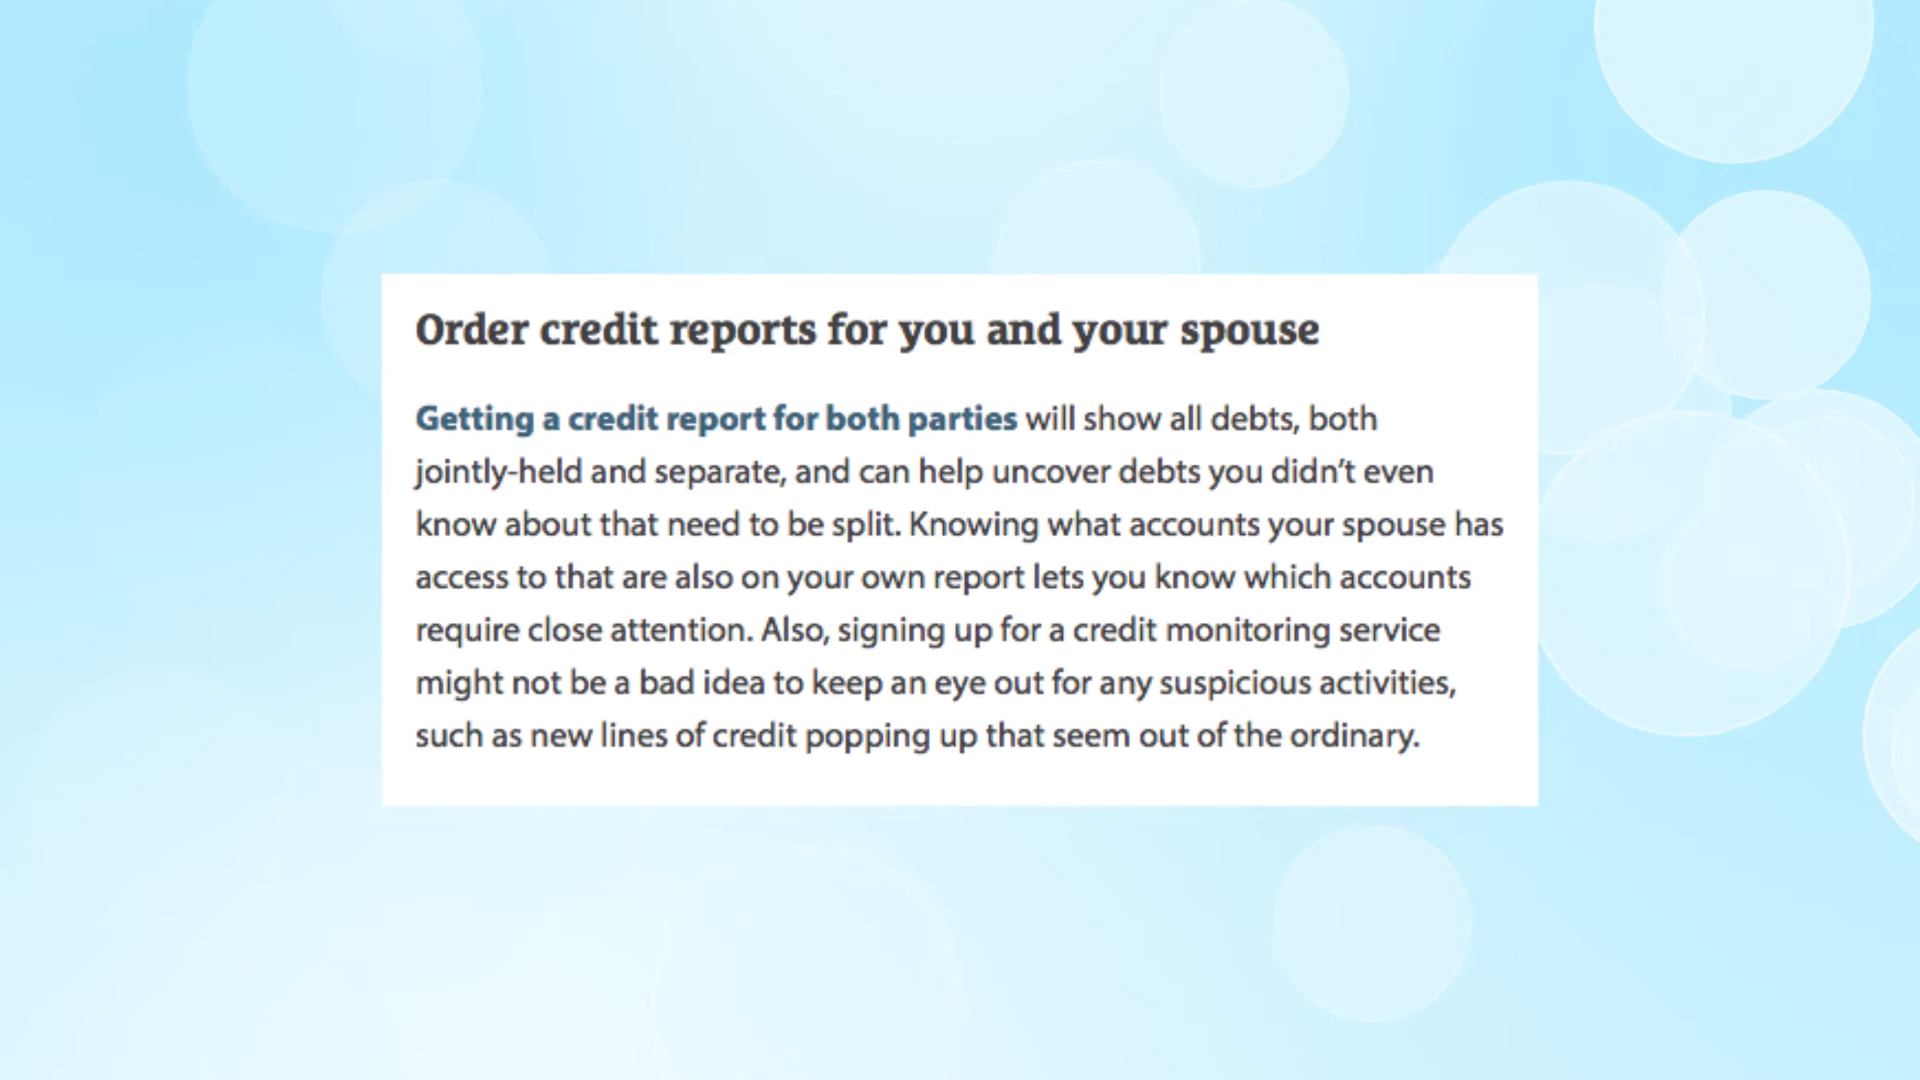 Order credit reports for you and your spouse
Getting a credit report for both parties will show all debts, both
jointly-held and separate, and can help uncover debts you didn’t even
know about that need to be split. Knowing what accounts your spouse has
access to that are also on your own report lets you know which accounts
require close attention. Also, signing up for a credit monitoring service
might not be a bad idea to keep an eye out for any suspicious activities,
such as new lines of credit popping up that seem out of the ordinary.